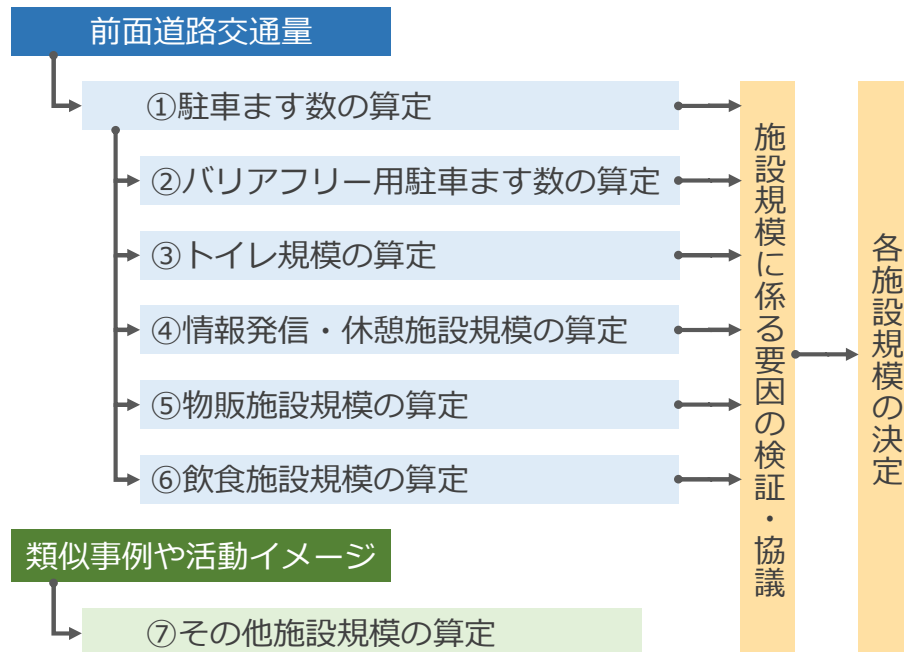 前面道路交通量
①駐車ます数の算定
②バリアフリー用駐車ます数の算定
③トイレ規模の算定
④情報発信・休憩施設規模の算定
⑤物販施設規模の算定
⑥飲食施設規模の算定
類似事例や活動イメージ
⑦その他施設規模の算定
施設規模に係る要因の検証・協議
各施設規模の決定